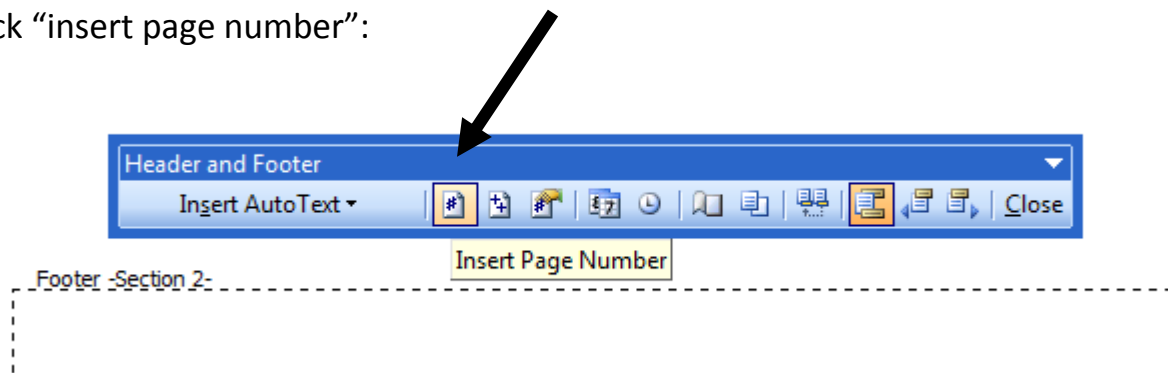 ck “insert page number”:
Header and Footer
Insert AutoText
Close
Insert Page Number
Footer -Section 2-